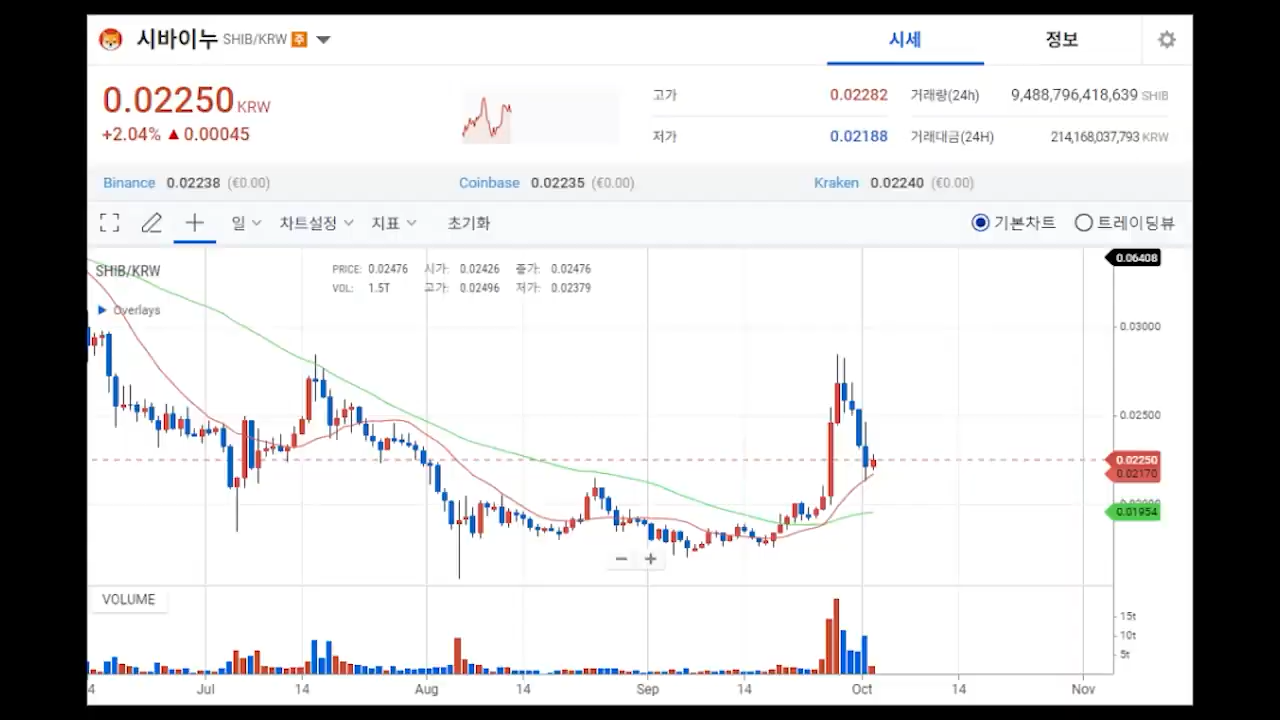 시바이누 SHIB/KRW 주
시세 정보
0.02250 KRW
+2.04% ▲ 0.00045
고가 0.02282 거래량(24h) 9,488,796,418,639 SHIB
저가 0.02188 거래대금(24H) 214,168,037,793 KRW
Binance 0.02238 (€0.00) Coinbase 0.02235 (€0.00) Kraken 0.02240 (€0.00)
일 차트설정 지표 초기화 기본차트 트레이딩뷰
SHIB/KRW
PRICE: 0.02476 시가: 0.02426 종가: 0.02476
VOL: 1.5T 고가: 0.02496 저가: 0.02379
Overlays
0.06408
0.03000
0.02500
0.02250
0.02170
0.02000
0.01954
VOLUME
15t
10t
5t
4 Jul 14 Aug 14 Sep 14 Oct 14 Nov